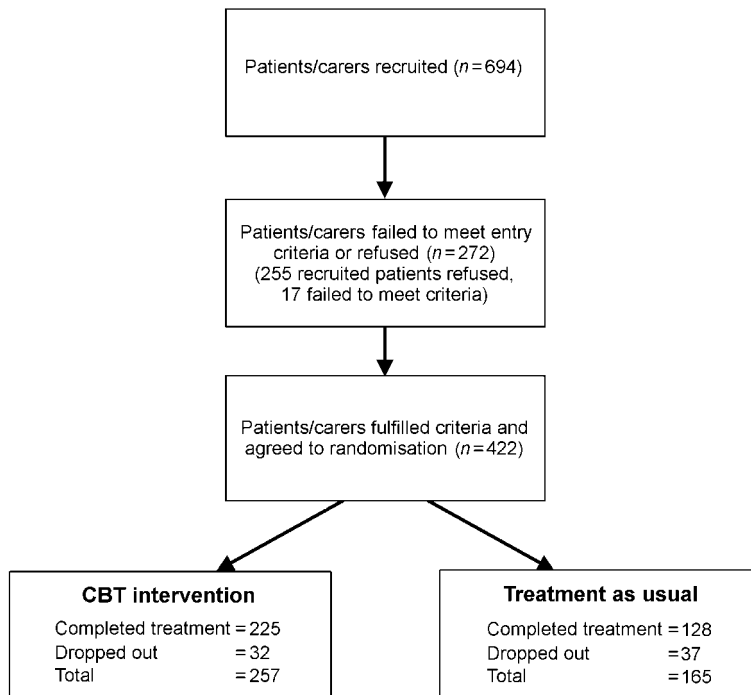 Patients/carers recruited (n=694)
Patients/carers failed to meet entry
criteria or refused (n=272)
(255 recruited patients refused,
17 failed to meet criteria)
Patients/carers fulfilled criteria and
agreed to randomisation (n=422)
CBT intervention
Completed treatment = 225
Dropped out = 32
Total = 257
Treatment as usual
Completed treatment = 128
Dropped out = 37
Total = 165